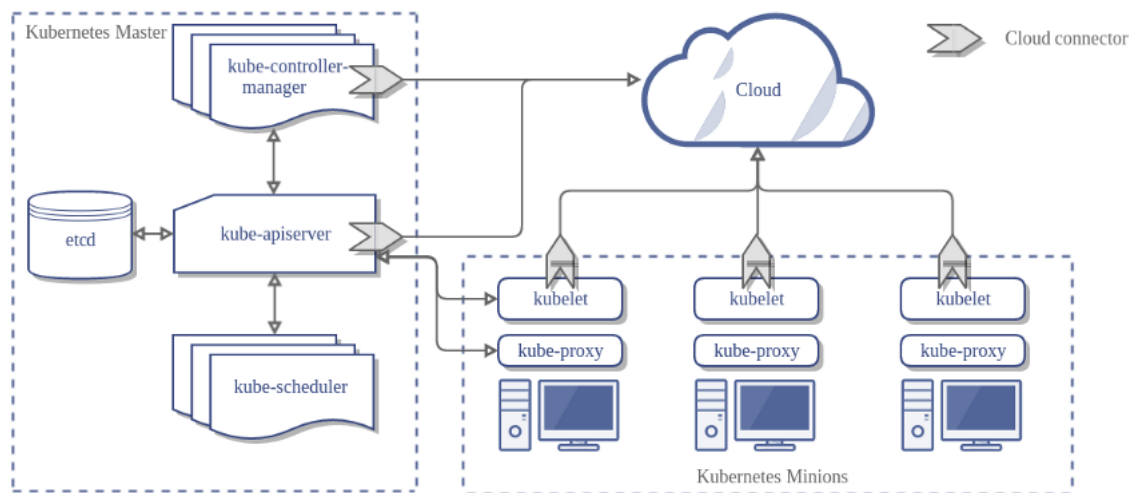 Kubernetes Master
kube-controller-
manager
Cloud
Cloud connector
etcd
kube-apiserver
kubelet
kubelet
kubelet
kube-proxy
kube-proxy
kube-proxy
kube-scheduler
Kubernetes Minions